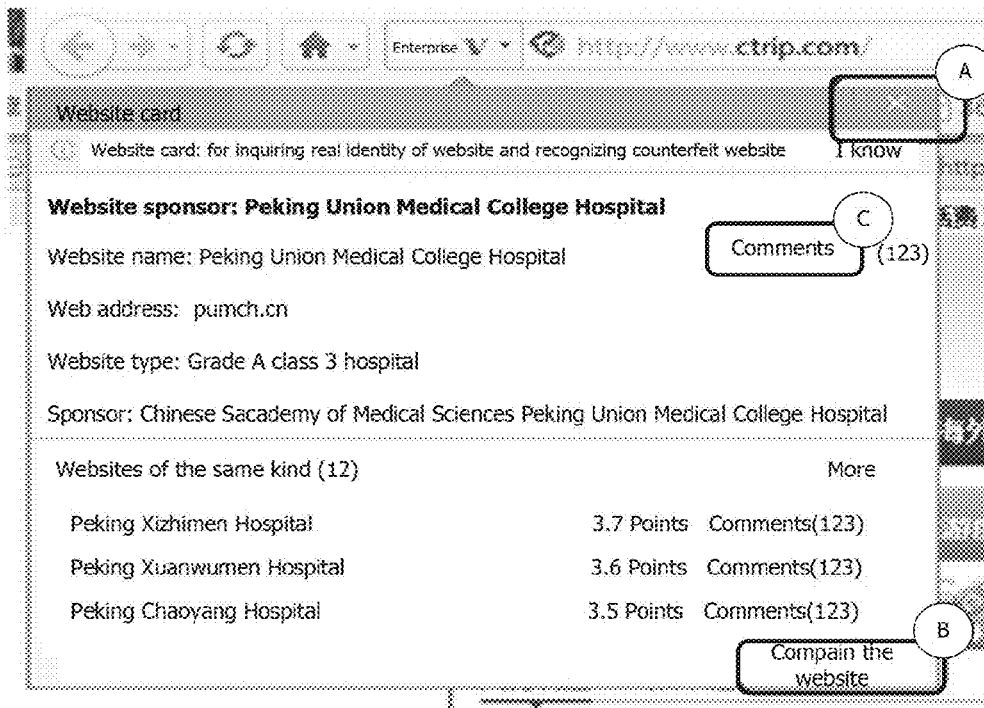 Enterprise V http://www.ctrip.com/
A
Website card
Website card: for inquiring real identity of website and recognizing counterfeit website I know
Website sponsor: Peking Union Medical College Hospital
C
Website name: Peking Union Medical College Hospital Comments (123)
Web address: pumch.cn
Website type: Grade A class 3 hospital
Sponsor: Chinese Sacademy of Medical Sciences Peking Union Medical College Hospital
Websites of the same kind (12) More
Peking Xizhimen Hospital 3.7 Points Comments(123)
Peking Xuanwumen Hospital 3.6 Points Comments(123)
Peking Chaoyang Hospital 3.5 Points Comments(123)
B
Compain the
website